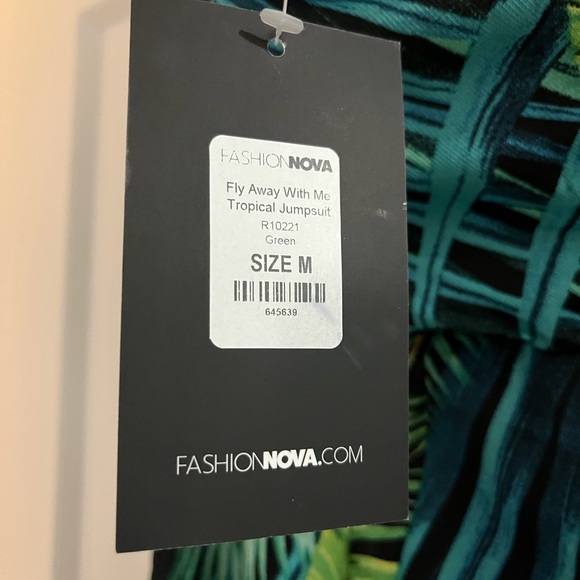 FASHIONNOVA
Fly Away With Me
Tropical Jumpsuit
R10221
Green
SIZE M
645639
FASHIONNOVA.COM